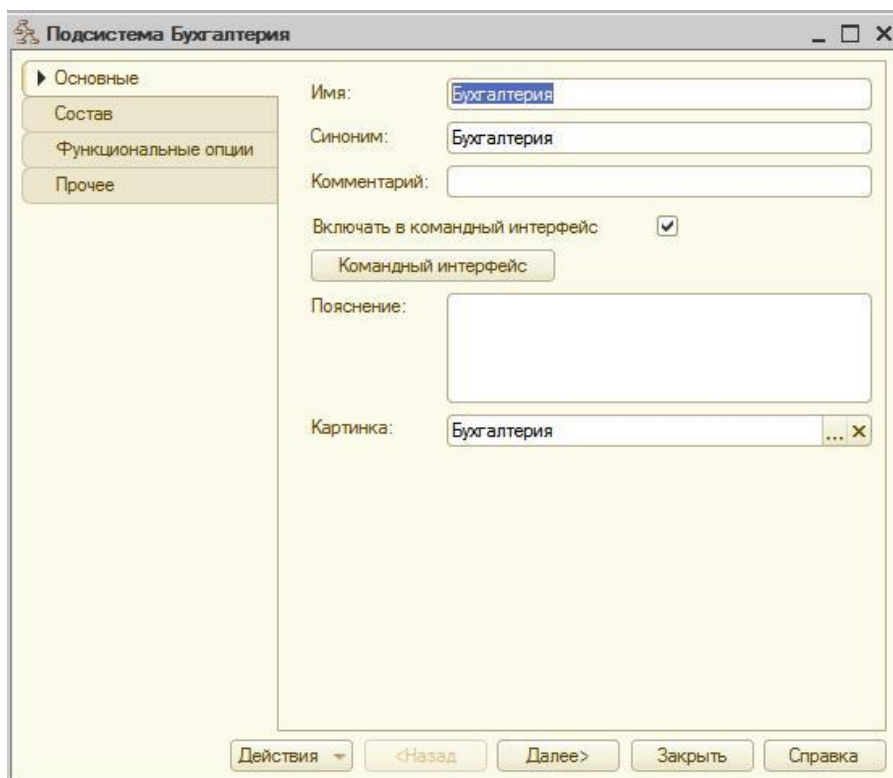 Подсистема Бухгалтерия
Основные
Состав
Функциональные опции
Прочее
Имя: Бухгалтерия
Синоним: Бухгалтерия
Комментарий:
Включать в командный интерфейс
Командный интерфейс
Пояснение:
Картинка: Бухгалтерия ...
Действия <Назад Далее> Закрыть Справка